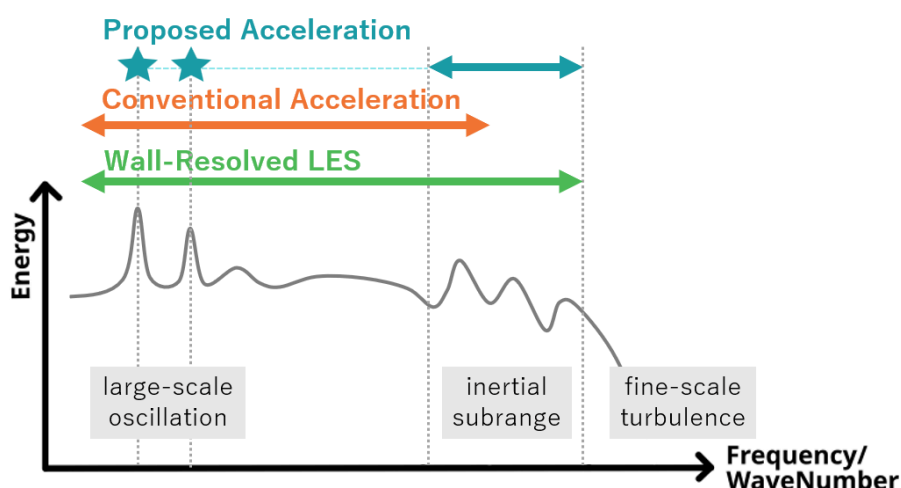 Proposed Acceleration
Conventional Acceleration
Wall-Resolved LES
Energy
large-scale
oscillation
inertial
subrange
fine-scale
turbulence
Frequency/
WaveNumber